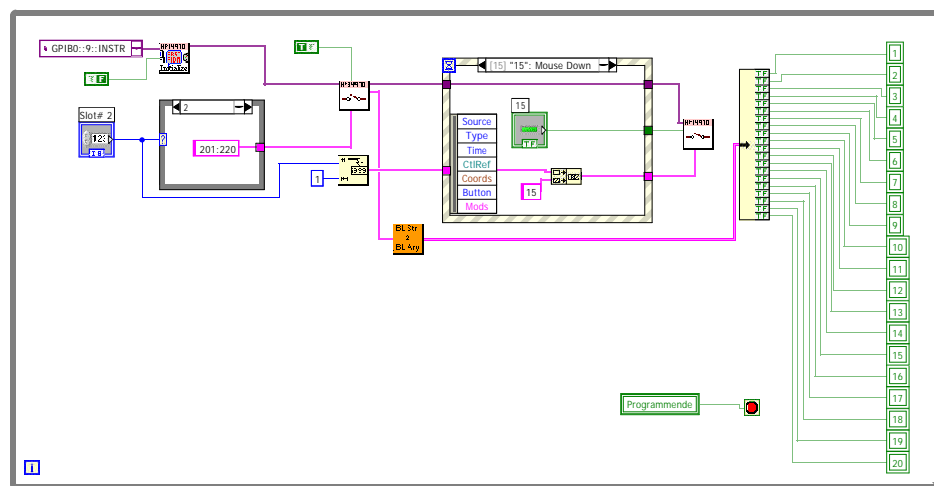 GPIB0::9::INSTR
HP34970
Initialize
T F
? F
HP34970
[15] "15": Mouse Down
Slot# 2
2
201:220
?
1
15
Source
Type
Time
CtlRef
Coords
Button
Mods
T F
15
HP34970
BL Str
2
BL Ary
Programmende
i
1
2
3
4
5
6
7
8
9
10
11
12
13
14
15
16
17
18
19
20